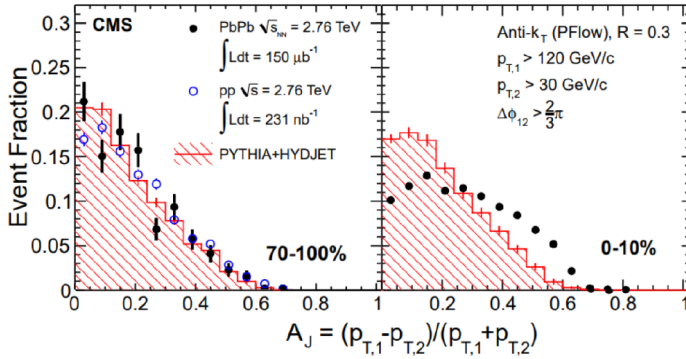 CMS
PbPb √s_NN = 2.76 TeV
∫Ldt = 150 μb⁻¹
pp √s = 2.76 TeV
∫Ldt = 231 nb⁻¹
PYTHIA+HYDJET
Anti-k_T (PFlow), R = 0.3
p_T,1 > 120 GeV/c
p_T,2 > 30 GeV/c
Δϕ_12 > 2/3 π
70-100%
0-10%
Event Fraction
0.3
0.25
0.2
0.15
0.1
0.05
0
0 0.2 0.4 0.6 0.8 1 0.2 0.4 0.6 0.8 1
A_J = (p_T,1-p_T,2)/(p_T,1+p_T,2)